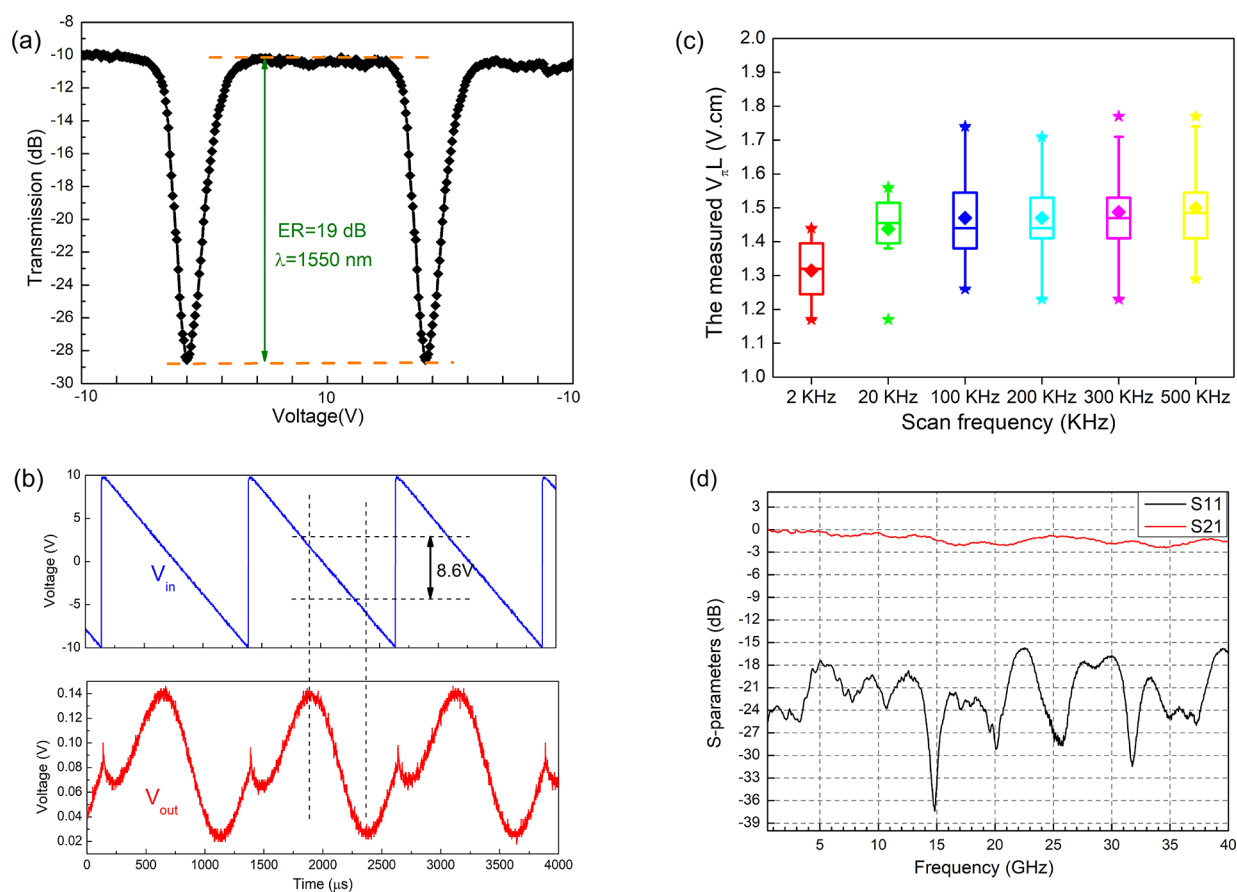 (a)
-8
-10
-12
-14
-16
-18
-20
-22
-24
-26
-28
-30
Transmission (dB)
ER=19 dB
λ=1550 nm
-10 10 -10
Voltage(V)
(c)
2.0
1.9
1.8
1.7
1.6
1.5
1.4
1.3
1.2
1.1
1.0
The measured VπL (V.cm)
2 KHz 20 KHz 100 KHz 200 KHz 300 KHz 500 KHz
Scan frequency (KHz)
(b)
10
5
0
-5
-10
Voltage (V)
Vin
8.6V
0.14
0.12
0.10
0.08
0.06
0.04
0.02
Voltage (V)
Vout
0 500 1000 1500 2000 2500 3000 3500 4000
Time (μs)
(d)
3
0
-3
-6
-9
-12
-15
-18
-21
-24
-27
-30
-33
-36
-39
S-parameters (dB)
S11
S21
5 10 15 20 25 30 35 40
Frequency (GHz)